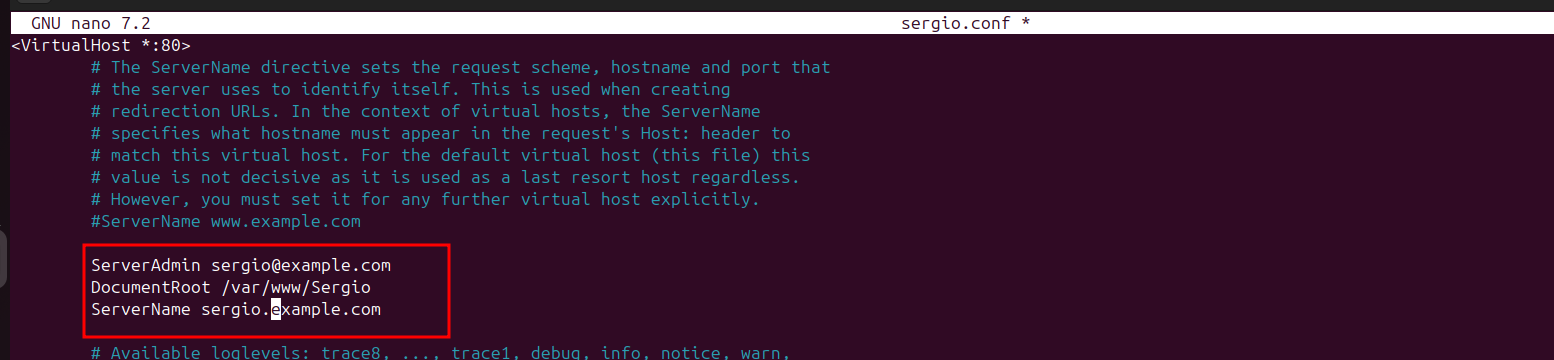 GNU nano 7.2 sergio.conf *
<VirtualHost *:80>
# The ServerName directive sets the request scheme, hostname and port that
# the server uses to identify itself. This is used when creating
# redirection URLs. In the context of virtual hosts, the ServerName
# specifies what hostname must appear in the request's Host: header to
# match this virtual host. For the default virtual host (this file) this
# value is not decisive as it is used as a last resort host regardless.
# However, you must set it for any further virtual host explicitly.
#ServerName www.example.com
ServerAdmin sergio@example.com
DocumentRoot /var/www/Sergio
ServerName sergio.example.com
# Available loglevels: trace8, ..., trace1, debug, info, notice, warn,